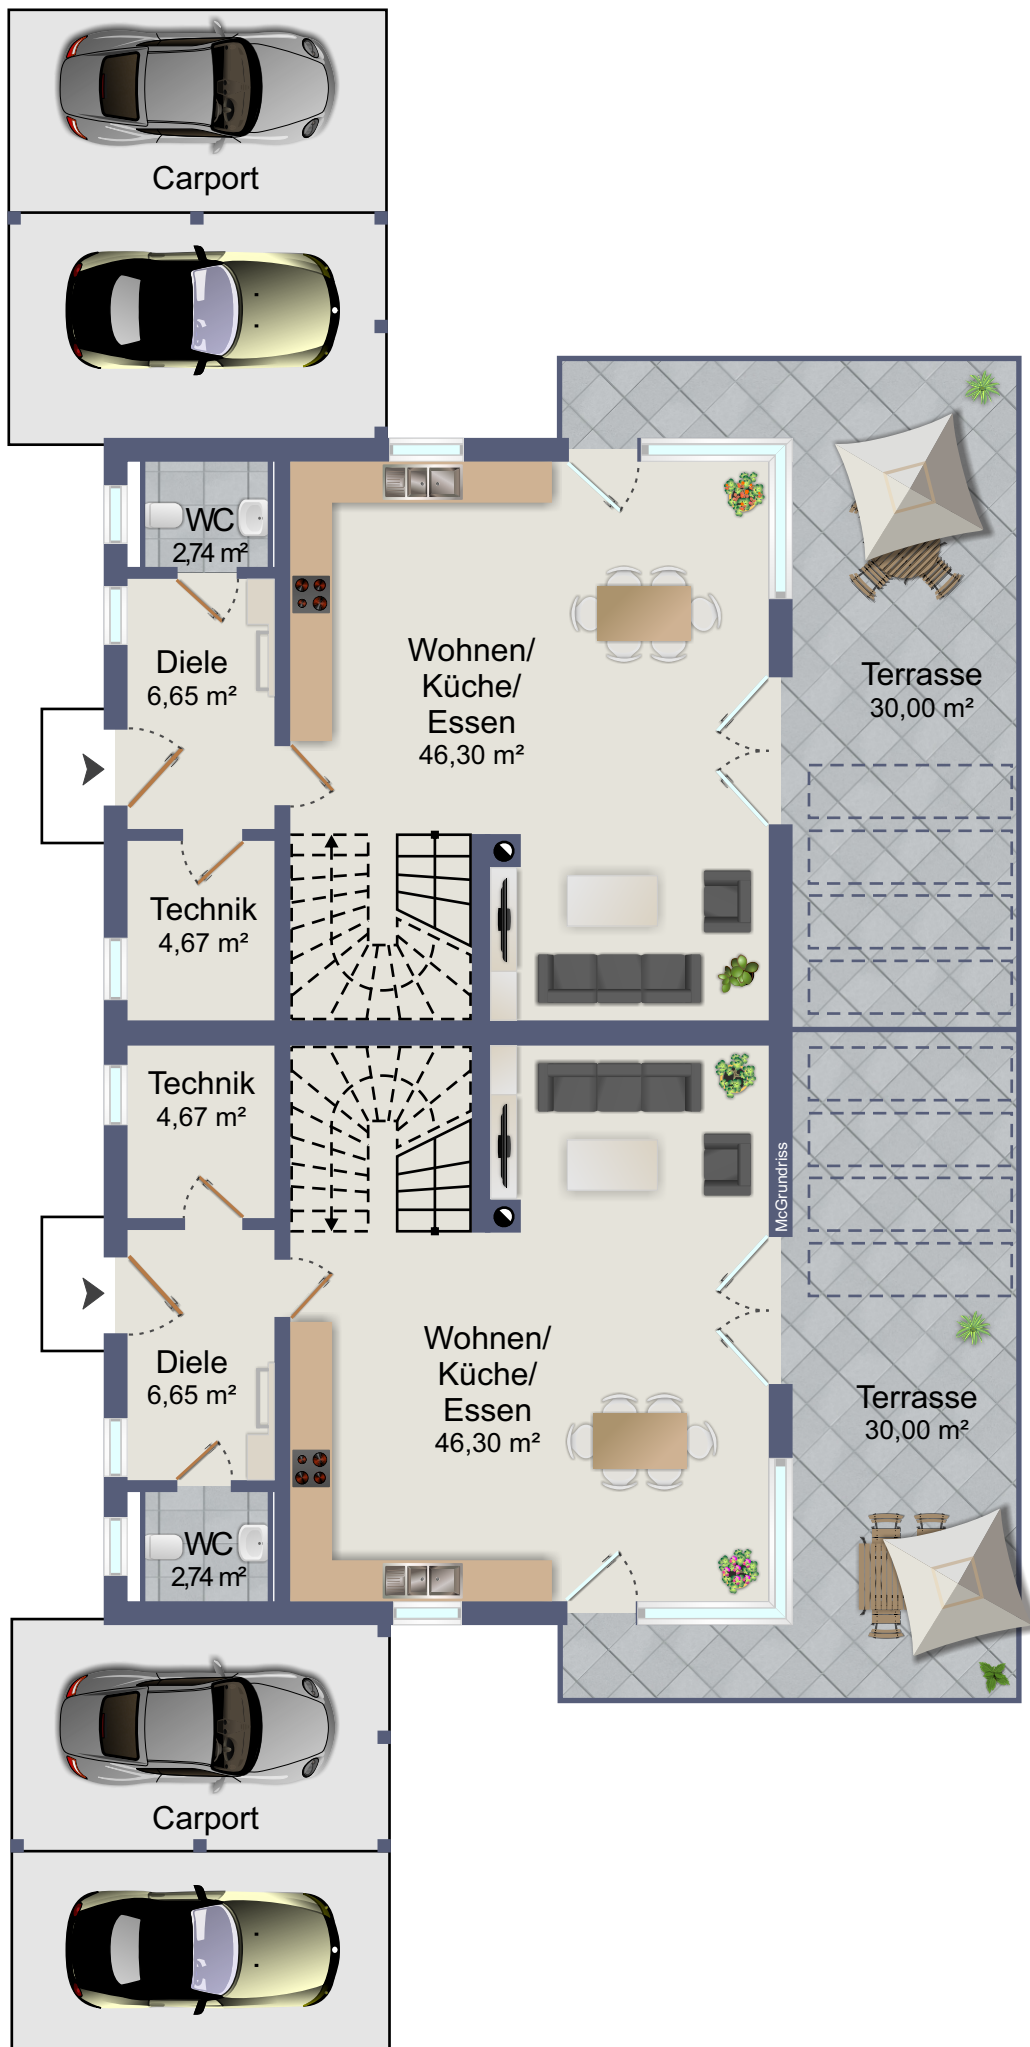 Carport
WC
2,74 m²
Diele
6,65 m²
Wohnen/
Küche/
Essen
46,30 m²
Terrasse
30,00 m²
Technik
4,67 m²
Technik
4,67 m²
McGrundriss
Diele
6,65 m²
Wohnen/
Küche/
Essen
46,30 m²
Terrasse
30,00 m²
WC
2,74 m²
Carport